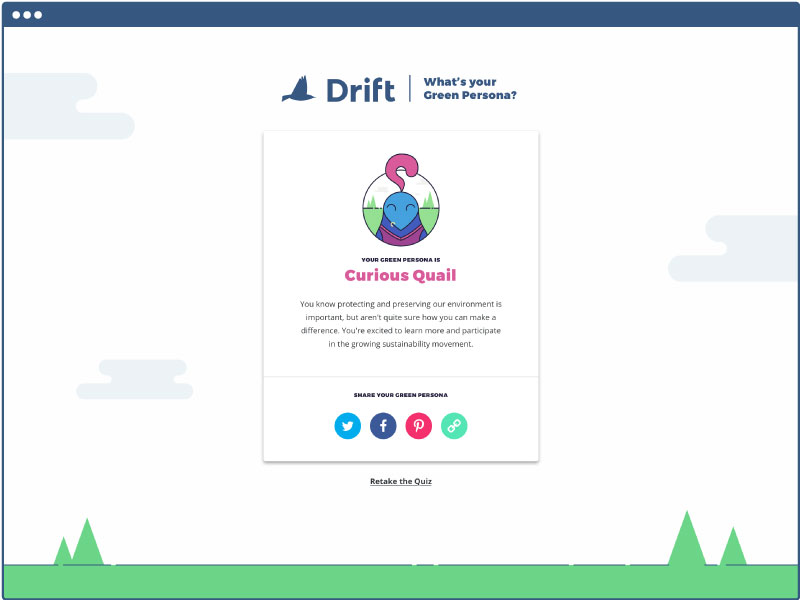 Drift
What's your
Green Persona?
YOUR GREEN PERSONA IS
Curious Quail
You know protecting and preserving our environment is
important, but aren't quite sure how you can make a
difference. You're excited to learn more and participate
in the growing sustainability movement.
SHARE YOUR GREEN PERSONA
Retake the Quiz